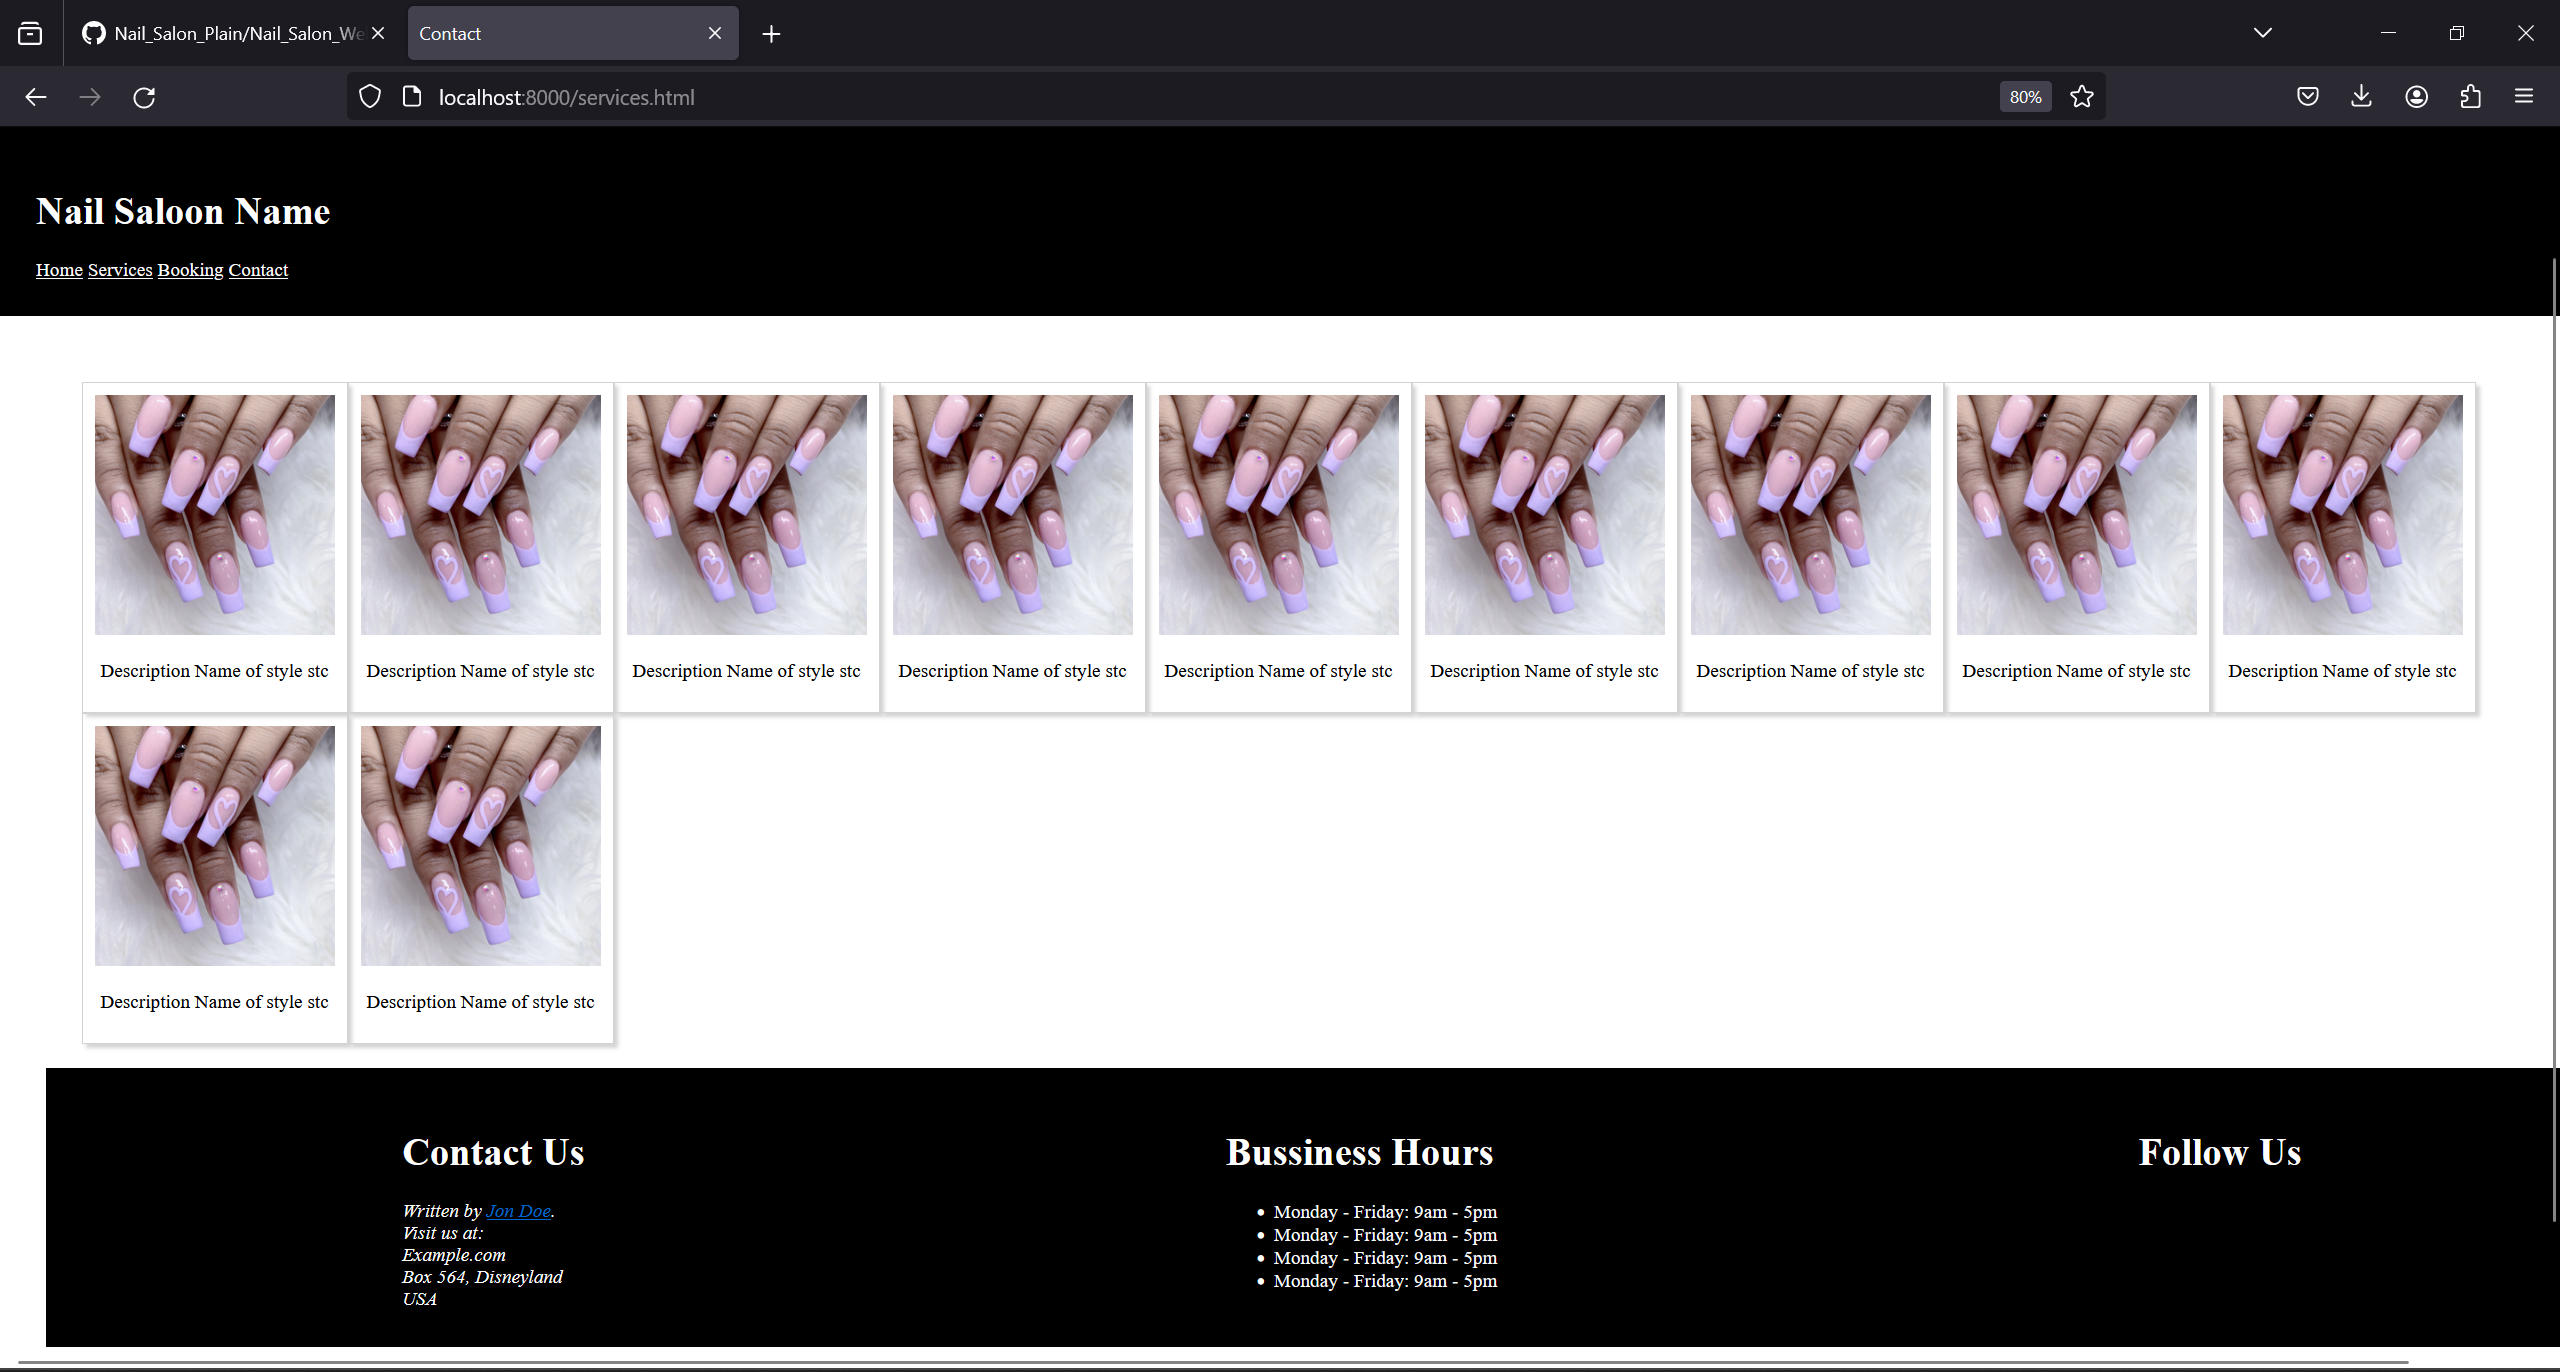 Nail_Salon_Plain/Nail_Salon_We
Contact
localhost:8000/services.html
80%
Nail Saloon Name
Home Services Booking Contact
Description Name of style stc
Description Name of style stc
Description Name of style stc
Description Name of style stc
Description Name of style stc
Description Name of style stc
Description Name of style stc
Description Name of style stc
Description Name of style stc
Description Name of style stc
Description Name of style stc
Contact Us
Written by Jon Doe.
Visit us at:
Example.com
Box 564, Disneyland
USA
Bussiness Hours
Monday - Friday: 9am - 5pm
Monday - Friday: 9am - 5pm
Monday - Friday: 9am - 5pm
Monday - Friday: 9am - 5pm
Follow Us